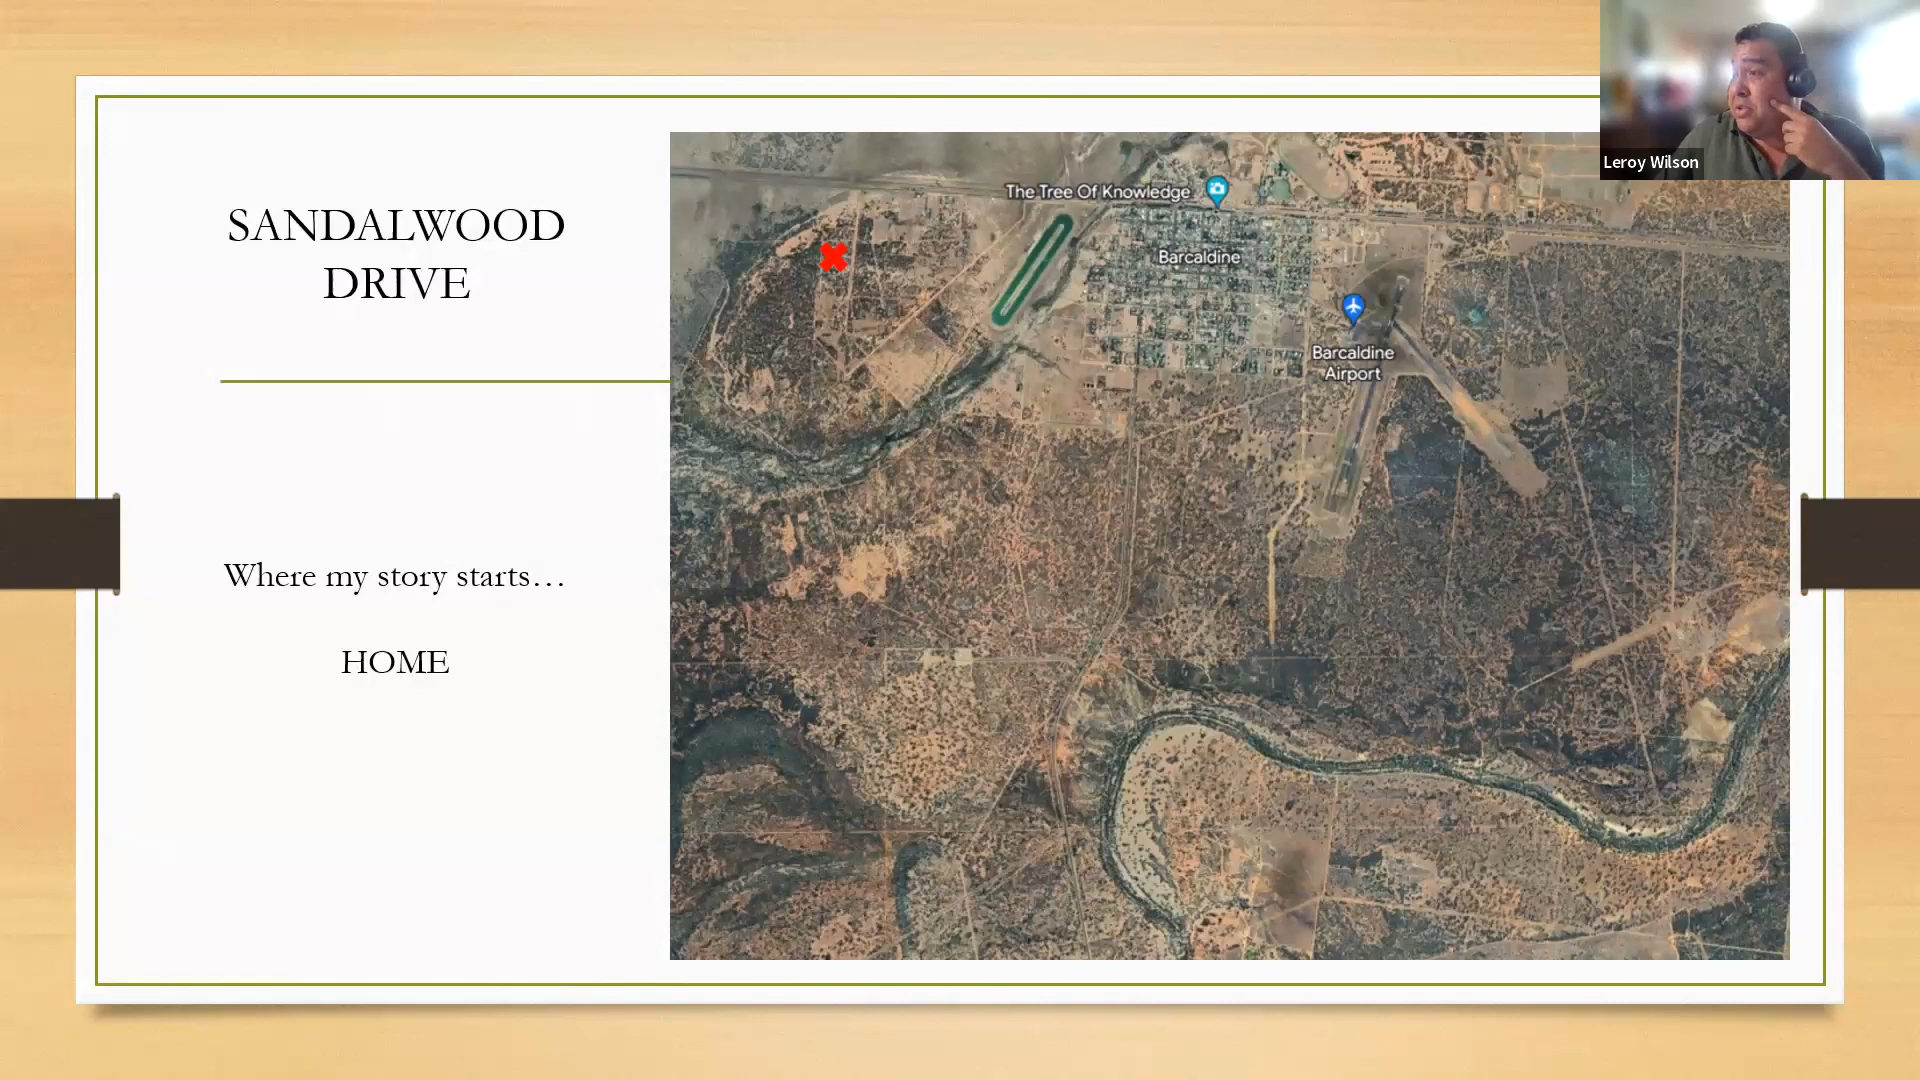 Leroy Wilson
SANDALWOOD
DRIVE
Where my story starts…
HOME
The Tree Of Knowledge
Barcaldine
Barcaldine
Airport